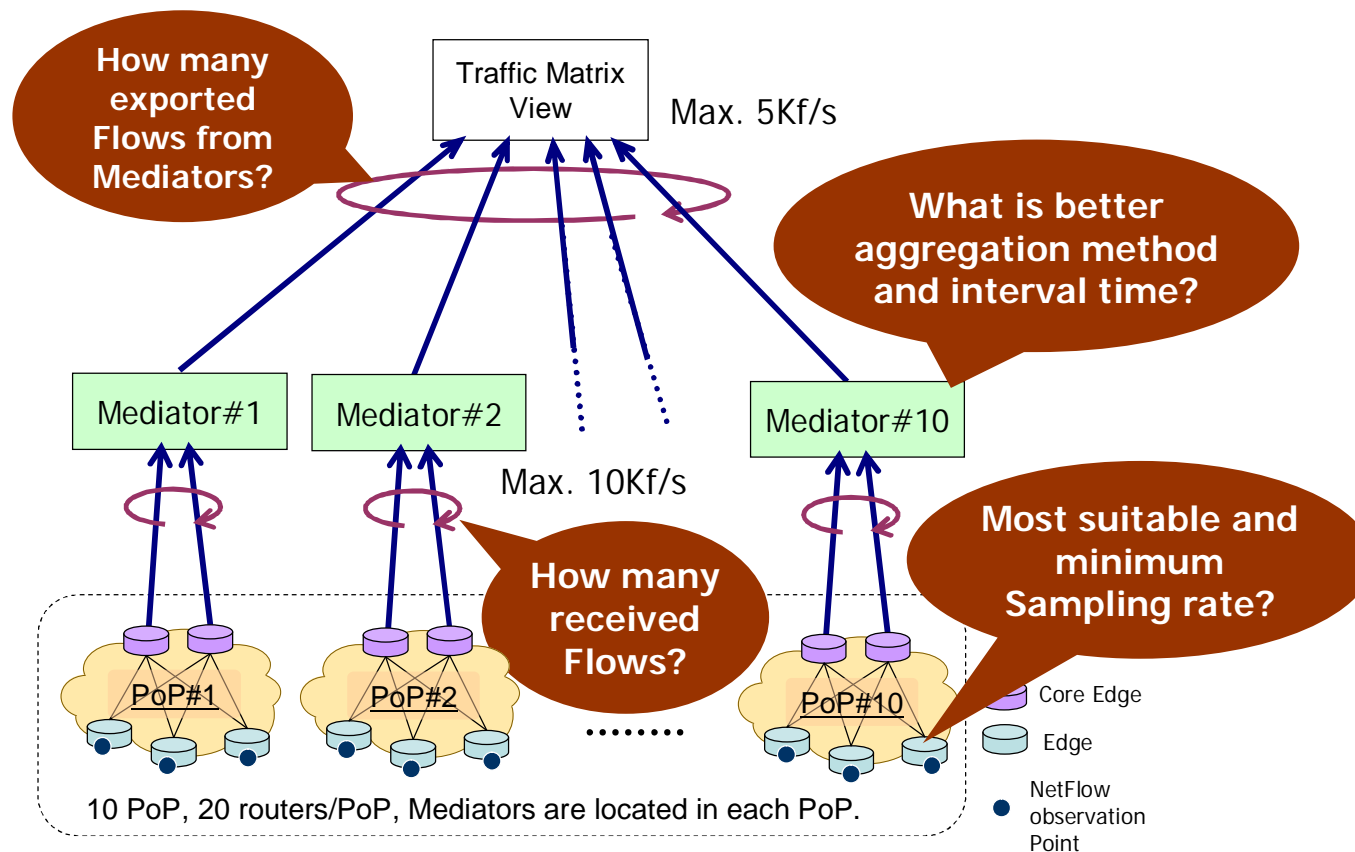 How many
exported
Flows from
Mediators?
Traffic Matrix
View
Max. 5Kf/s
What is better
aggregation method
and interval time?
Mediator#1
Mediator#2
Mediator#10
Max. 10Kf/s
How many
received
Flows?
Most suitable and
minimum
Sampling rate?
PoP#1
PoP#2
PoP#10
Core Edge
Edge
NetFlow
observation
Point
10 PoP, 20 routers/PoP, Mediators are located in each PoP.